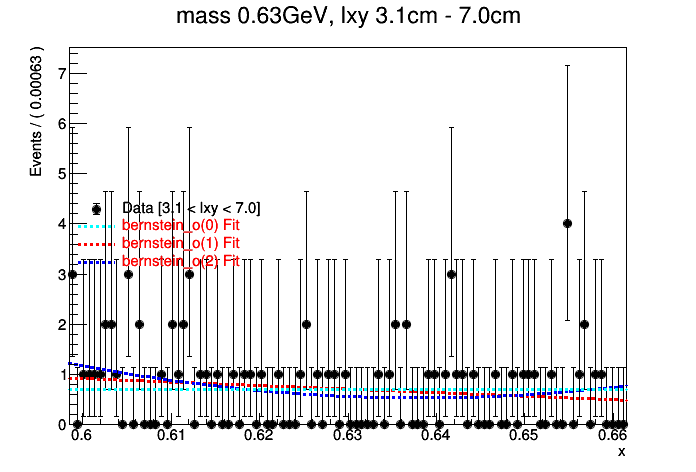 mass 0.63GeV, lxy 3.1cm - 7.0cm
Events / ( 0.00063 )
7
6
5
4
3
2
1
0
Data [3.1 < lxy < 7.0]
bernstein_o(0) Fit
bernstein_o(1) Fit
bernstein_o(2) Fit
0.6 0.61 0.62 0.63 0.64 0.65 0.66
x